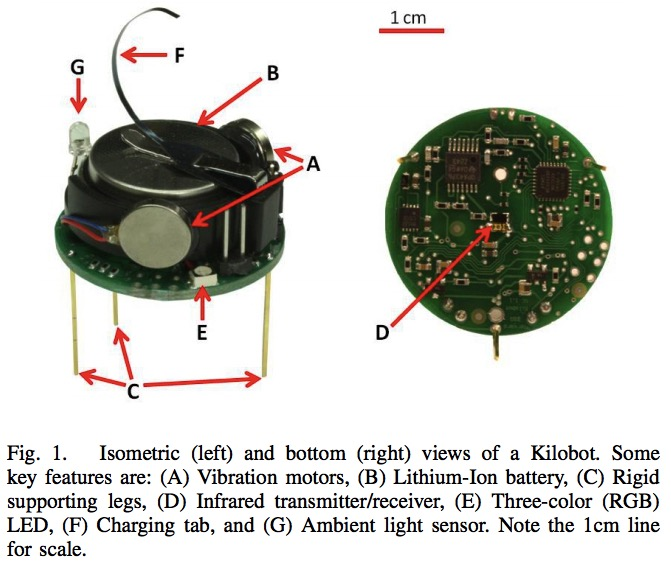 1 cm
F
G
B
A
E
D
C
Fig. 1. Isometric (left) and bottom (right) views of a Kilobot. Some
key features are: (A) Vibration motors, (B) Lithium-Ion battery, (C) Rigid
supporting legs, (D) Infrared transmitter/receiver, (E) Three-color (RGB)
LED, (F) Charging tab, and (G) Ambient light sensor. Note the 1cm line
for scale.